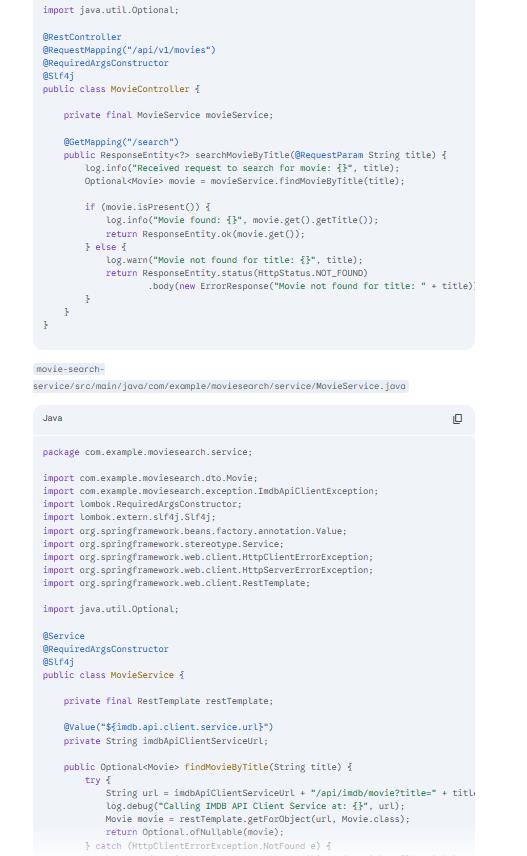 import java.util.Optional;
@RestController
@RequestMapping("/api/v1/movies")
@RequiredArgsConstructor
@Slf4j
public class MovieController {
    private final MovieService movieService;
    @GetMapping("/search")
    public ResponseEntity<?> searchMovieByTitle(@RequestParam String title) {
        log.info("Received request to search for movie: {}", title);
        Optional<Movie> movie = movieService.findMovieByTitle(title);
        if (movie.isPresent()) {
            log.info("Movie found: {}", movie.get().getTitle());
            return ResponseEntity.ok(movie.get());
        } else {
            log.warn("Movie not found for title: {}", title);
            return ResponseEntity.status(HttpStatus.NOT_FOUND)
                    .body(new ErrorResponse("Movie not found for title: " + title)
        }
    }
}
movie-search-
service/src/main/java/com/example/moviesearch/service/MovieService.java
Java
package com.example.moviesearch.service;
import com.example.moviesearch.dto.Movie;
import com.example.moviesearch.exception.ImdbApiClientException;
import lombok.RequiredArgsConstructor;
import lombok.extern.slf4j.Slf4j;
import org.springframework.beans.factory.annotation.Value;
import org.springframework.stereotype.Service;
import org.springframework.web.client.HttpClientErrorException;
import org.springframework.web.client.HttpServerErrorException;
import org.springframework.web.client.RestTemplate;
import java.util.Optional;
@Service
@RequiredArgsConstructor
@Slf4j
public class MovieService {
    private final RestTemplate restTemplate;
    @Value("${imdb.api.client.service.url}")
    private String imdbApiClientServiceUrl;
    public Optional<Movie> findMovieByTitle(String title) {
        try {
            String url = imdbApiClientServiceUrl + "/api/imdb/movie?title=" + title
            log.debug("Calling IMDB API Client Service at: {}", url);
            Movie movie = restTemplate.getForObject(url, Movie.class);
            return Optional.ofNullable(movie);
        } catch (HttpClientErrorException.NotFound e) {